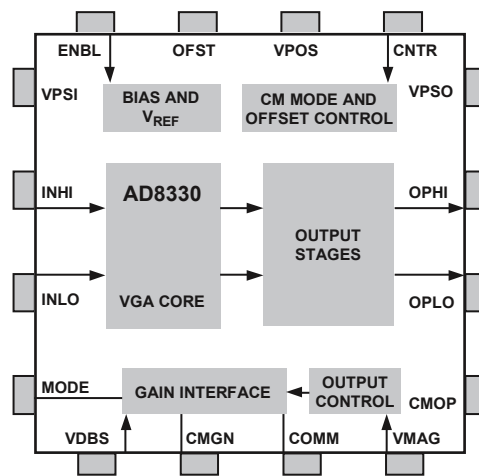 ENBL OFST VPOS CNTR
VPSI VPSO
BIAS AND
VREF
CM MODE AND
OFFSET CONTROL
INHI AD8330 OPHI
OUTPUT
STAGES
INLO VGA CORE OPLO
MODE GAIN INTERFACE
OUTPUT
CONTROL
CMOP
VDBS CMGN COMM VMAG